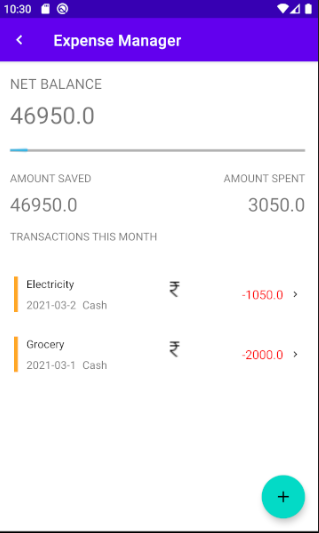 10:30
Expense Manager
NET BALANCE
46950.0
AMOUNT SAVED AMOUNT SPENT
46950.0 3050.0
TRANSACTIONS THIS MONTH
Electricity
₹ -1050.0
2021-03-2 Cash
Grocery
₹ -2000.0
2021-03-1 Cash
+